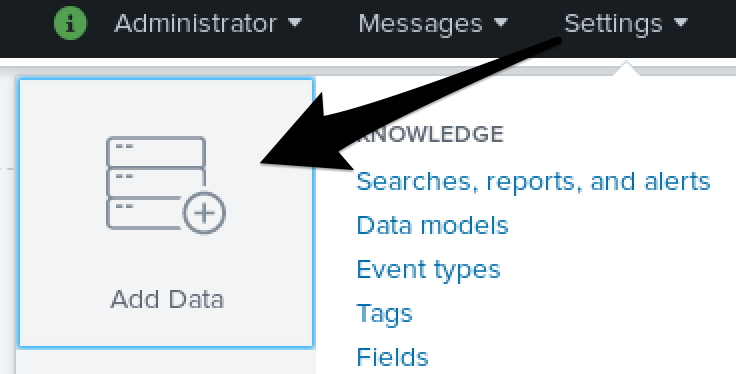 Administrator Messages Settings
KNOWLEDGE
Searches, reports, and alerts
Data models
Event types
Tags
Fields
Add Data